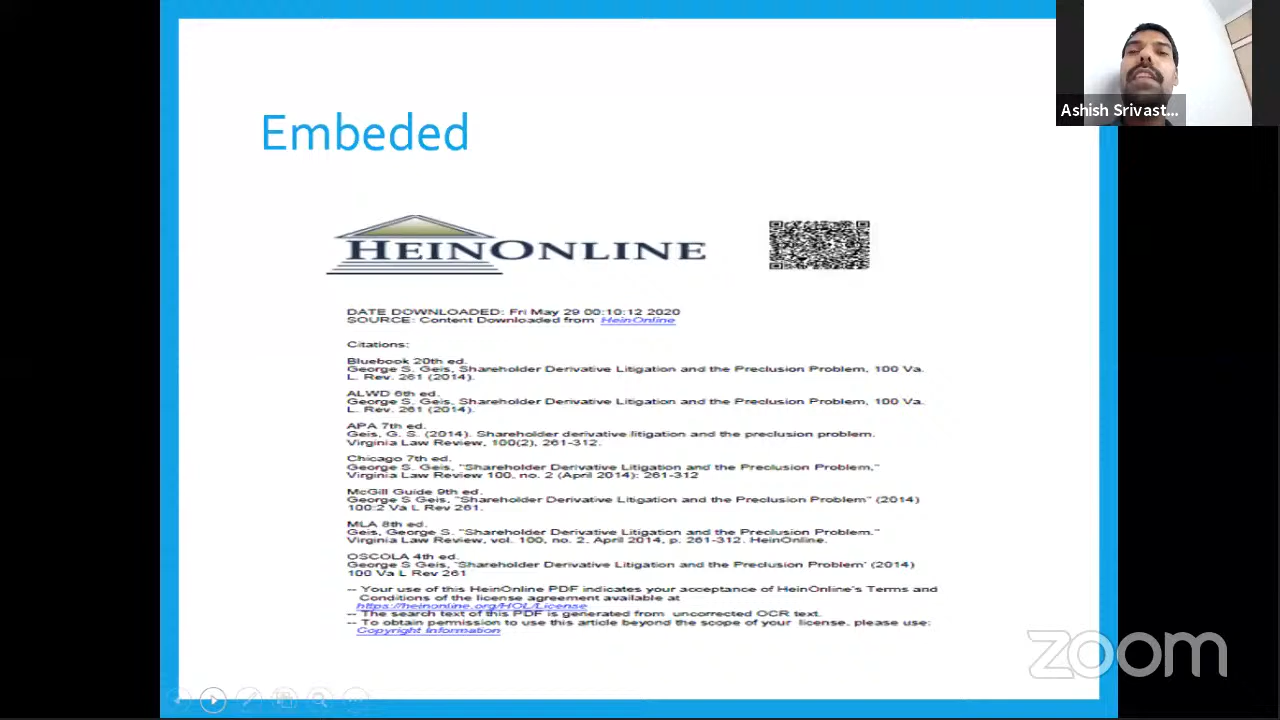 Embeded
Ashish Srivast...
HEINONLINE
DATE DOWNLOADED: Fri May 29 00:10:12 2020
SOURCE: Content Downloaded from HeinOnline
Citations:
Bluebook 20th ed.
George S. Geis, Shareholder Derivative Litigation and the Preclusion Problem, 100 Va.
L. Rev. 261 (2014).
ALWD 6th ed.
George S. Geis, Shareholder Derivative Litigation and the Preclusion Problem, 100 Va.
L. Rev. 261 (2014).
APA 7th ed.
Geis, G. S. (2014). Shareholder derivative litigation and the preclusion problem.
Virginia Law Review, 100(2), 261-312.
Chicago 7th ed.
George S. Geis, "Shareholder Derivative Litigation and the Preclusion Problem,"
Virginia Law Review 100, no. 2 (April 2014): 261-312
McGill Guide 9th ed.
George S Geis, "Shareholder Derivative Litigation and the Preclusion Problem" (2014)
100:2 Va L Rev 261.
MLA 8th ed.
Geis, George S. "Shareholder Derivative Litigation and the Preclusion Problem."
Virginia Law Review, vol. 100, no. 2, April 2014, p. 261-312. HeinOnline.
OSCOLA 4th ed.
George S Geis, 'Shareholder Derivative Litigation and the Preclusion Problem' (2014)
100 Va L Rev 261
-- Your use of this HeinOnline PDF indicates your acceptance of HeinOnline's Terms and
Conditions of the license agreement available at
https://heinonline.org/HOL/License
-- The search text of this PDF is generated from uncorrected OCR text.
-- To obtain permission to use this article beyond the scope of your license, please use:
Copyright Information
zoom